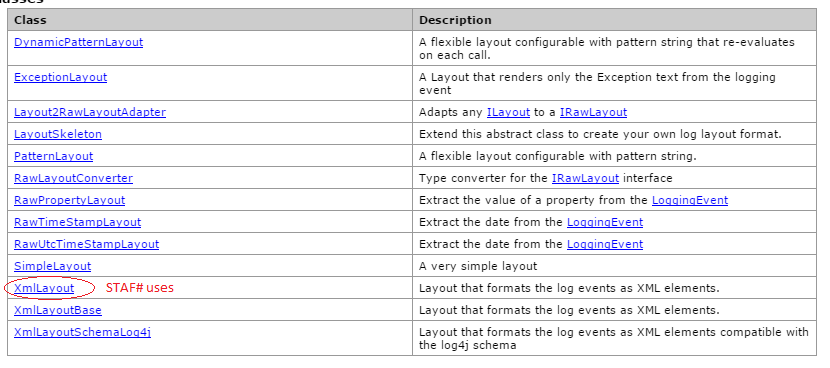 Class Description
DynamicPatternLayout A flexible layout configurable with pattern string that re-evaluates
on each call.
ExceptionLayout A Layout that renders only the Exception text from the logging
event
Layout2RawLayoutAdapter Adapts any ILayout to a IRawLayout
LayoutSkeleton Extend this abstract class to create your own log layout format.
PatternLayout A flexible layout configurable with pattern string.
RawLayoutConverter Type converter for the IRawLayout interface
RawPropertyLayout Extract the value of a property from the LoggingEvent
RawTimeStampLayout Extract the date from the LoggingEvent
RawUtcTimeStampLayout Extract the date from the LoggingEvent
SimpleLayout A very simple layout
XmlLayout STAF# uses Layout that formats the log events as XML elements.
XmlLayoutBase Layout that formats the log events as XML elements.
XmlLayoutSchemaLog4j Layout that formats the log events as XML elements compatible with
the log4j schema